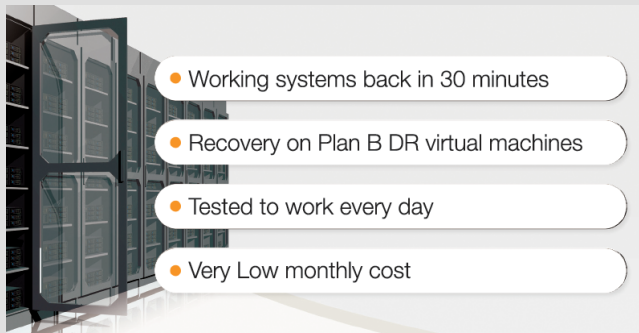 Working systems back in 30 minutes
Recovery on Plan B DR virtual machines
Tested to work every day
Very Low monthly cost